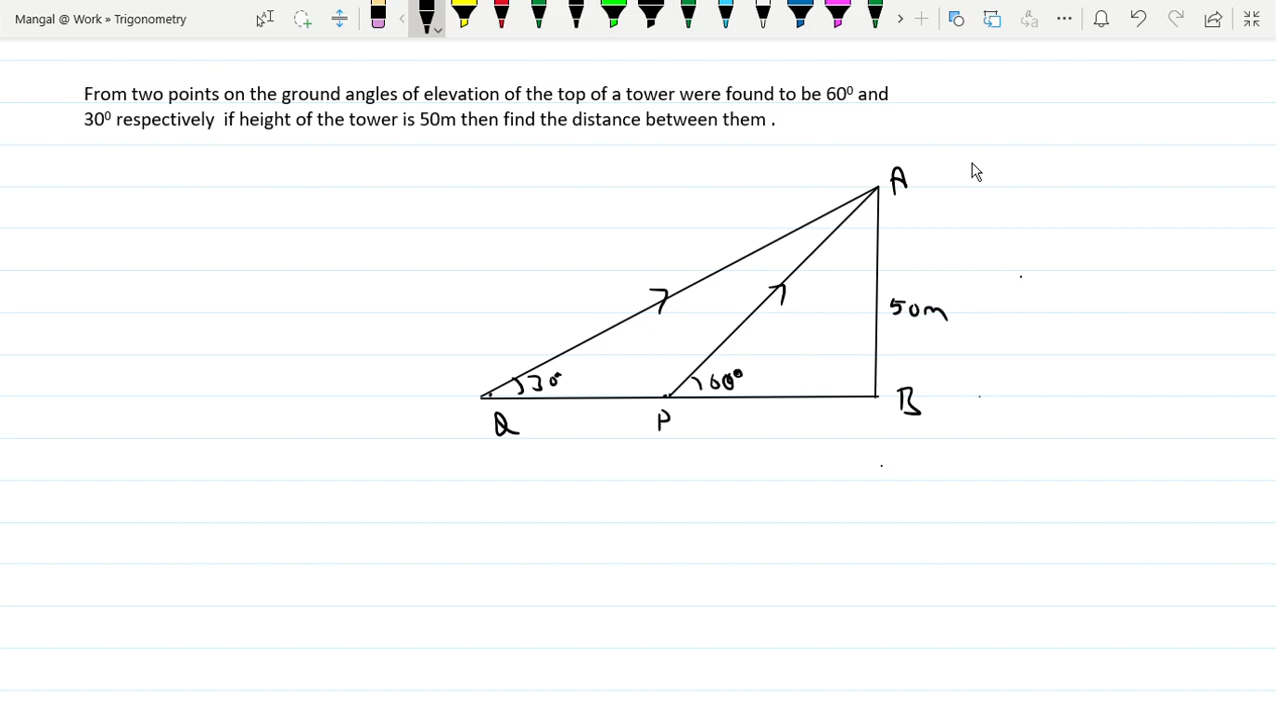 Mangal @ Work » Trigonometry
From two points on the ground angles of elevation of the top of a tower were found to be 60⁰ and
30⁰ respectively if height of the tower is 50m then find the distance between them .
A
50m
30°
60°
B
Q
P